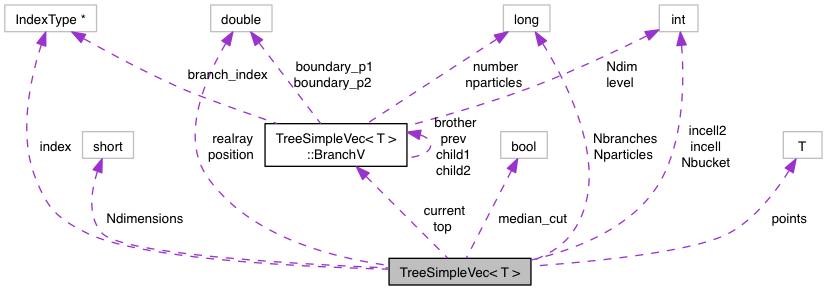 IndexType *
double
long
int
branch_index
boundary_p1
boundary_p2
number
nparticles
Ndim
level
index
short
realray
position
TreeSimpleVec< T >
::BranchV
brother
prev
child1
child2
bool
Nbranches
Nparticles
incell2
incell
Nbucket
T
Ndimensions
current
top
median_cut
points
TreeSimpleVec< T >